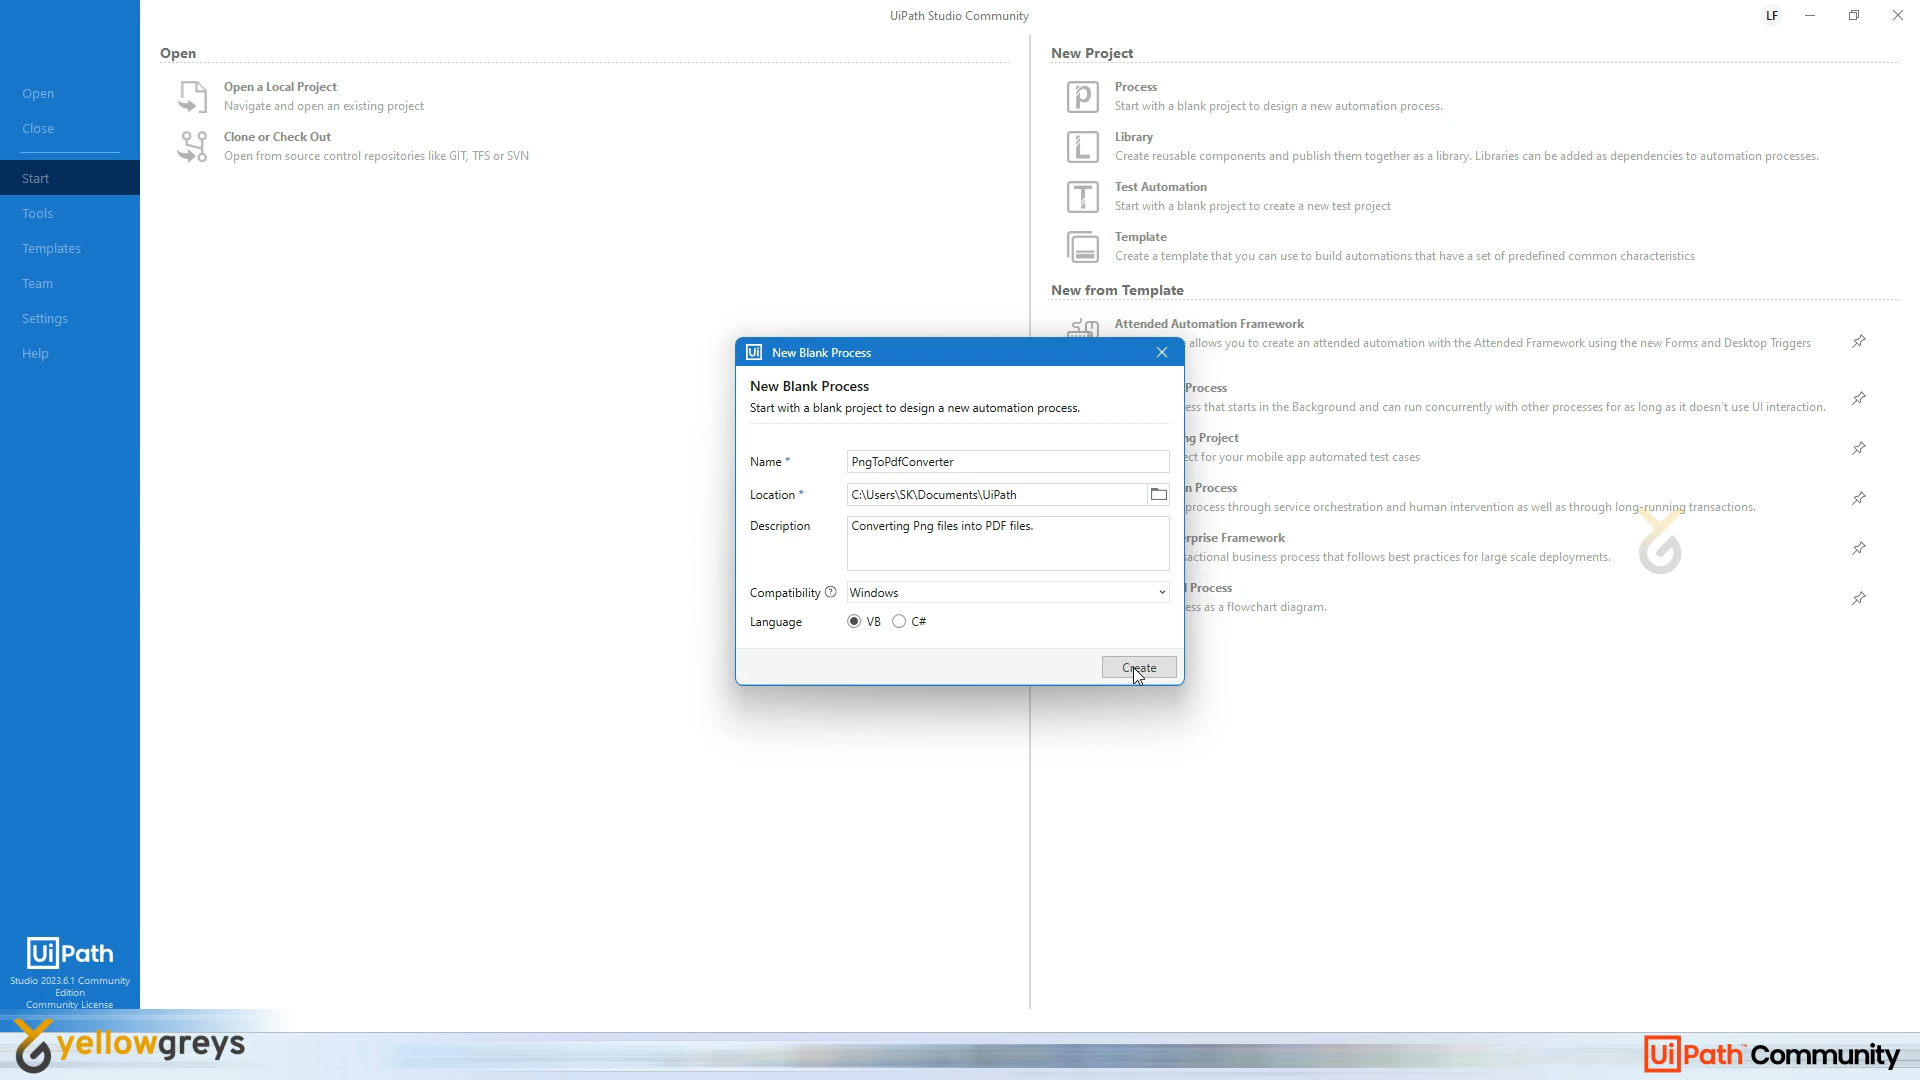 UiPath Studio Community
LF
Open
Close
Start
Tools
Templates
Team
Settings
Help
Open
Open a Local Project
Navigate and open an existing project
Clone or Check Out
Open from source control repositories like GIT, TFS or SVN
New Project
Process
Start with a blank project to design a new automation process.
Library
Create reusable components and publish them together as a library. Libraries can be added as dependencies to automation processes.
Test Automation
Start with a blank project to create a new test project
Template
Create a template that you can use to build automations that have a set of predefined common characteristics
New from Template
Attended Automation Framework
allows you to create an attended automation with the Attended Framework using the new Forms and Desktop Triggers
Process
that starts in the Background and can run concurrently with other processes for as long as it doesn't use UI interaction.
Project
for your mobile app automated test cases
Process
process through service orchestration and human intervention as well as through long-running transactions.
Framework
business process that follows best practices for large scale deployments.
Process
as a flowchart diagram.
Ui New Blank Process
New Blank Process
Start with a blank project to design a new automation process.
Name * PngToPdfConverter
Location * C:\Users\SK\Documents\UiPath
Description Converting Png files into PDF files.
Compatibility ? Windows
Language VB C#
Create
UiPath
Studio 2023.6.1 Community
Edition
Community License
yellowgreys
UiPath™ Community